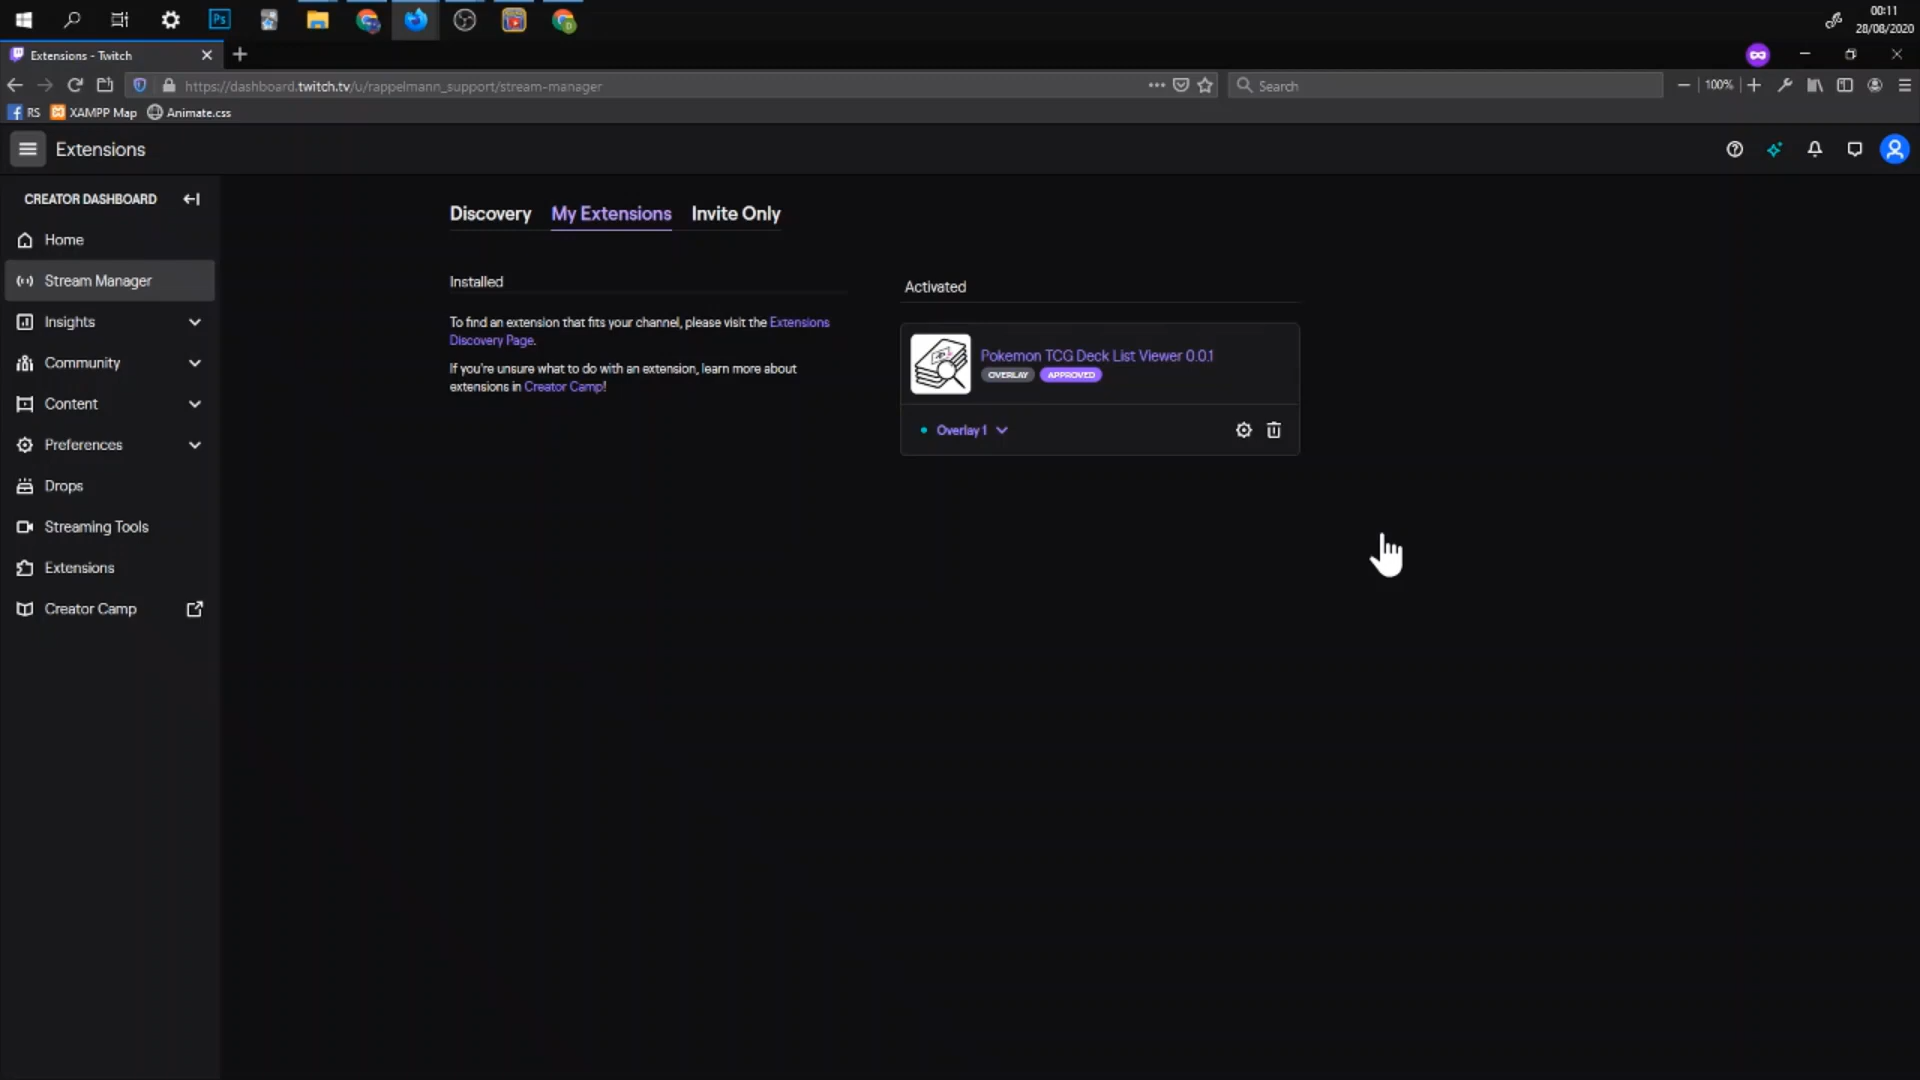 Ps
00:11
28/08/2020
Extensions - Twitch
https://dashboard.twitch.tv/u/rappelmann_support/stream-manager
Search
100%
RS
XAMPP Map
Animate.css
Extensions
CREATOR DASHBOARD
Home
Stream Manager
Insights
Community
Content
Preferences
Drops
Streaming Tools
Extensions
Creator Camp
Discovery
My Extensions
Invite Only
Installed
To find an extension that fits your channel, please visit the Extensions
Discovery Page.
If you're unsure what to do with an extension, learn more about
extensions in Creator Camp!
Activated
Pokemon TCG Deck List Viewer 0.0.1
OVERLAY
APPROVED
Overlay 1